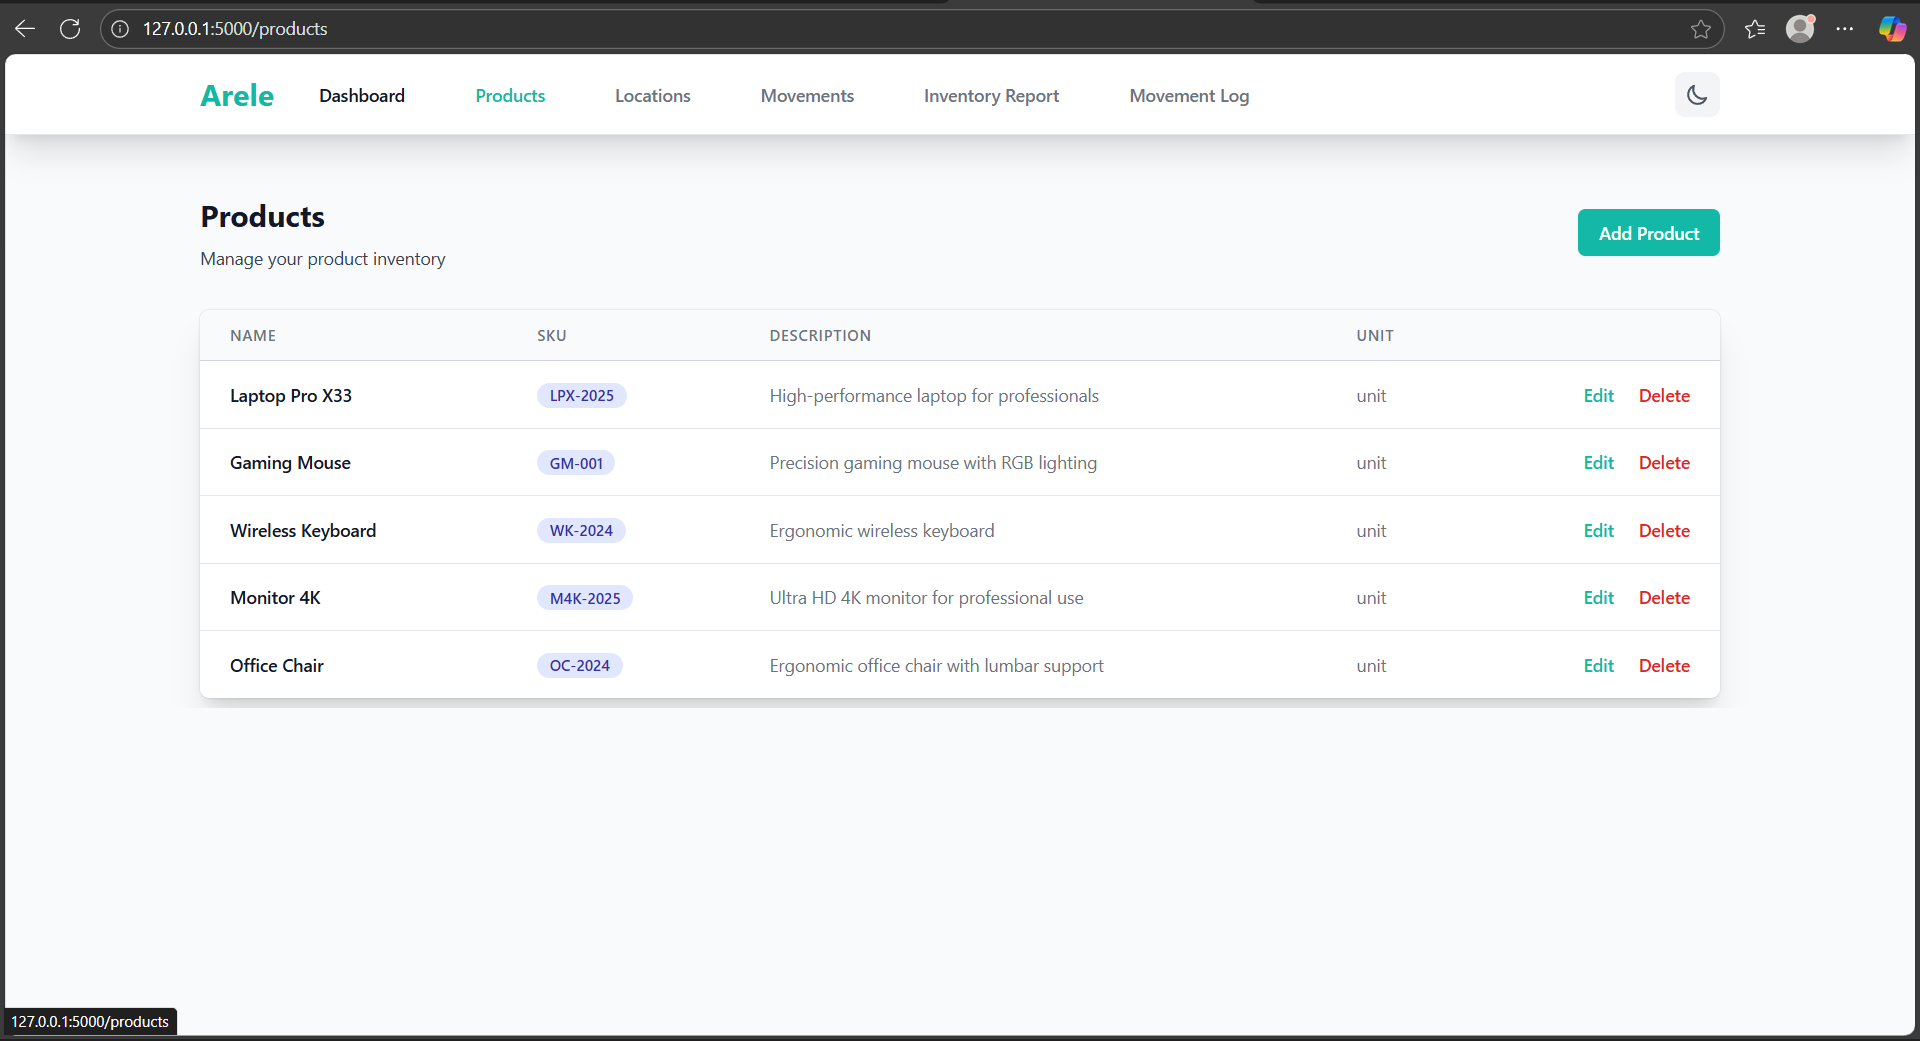 127.0.0.1:5000/products
Arele Dashboard Products Locations Movements Inventory Report Movement Log
Products
Manage your product inventory
Add Product
NAME SKU DESCRIPTION UNIT
Laptop Pro X33 LPX-2025 High-performance laptop for professionals unit Edit Delete
Gaming Mouse GM-001 Precision gaming mouse with RGB lighting unit Edit Delete
Wireless Keyboard WK-2024 Ergonomic wireless keyboard unit Edit Delete
Monitor 4K M4K-2025 Ultra HD 4K monitor for professional use unit Edit Delete
Office Chair OC-2024 Ergonomic office chair with lumbar support unit Edit Delete
127.0.0.1:5000/products